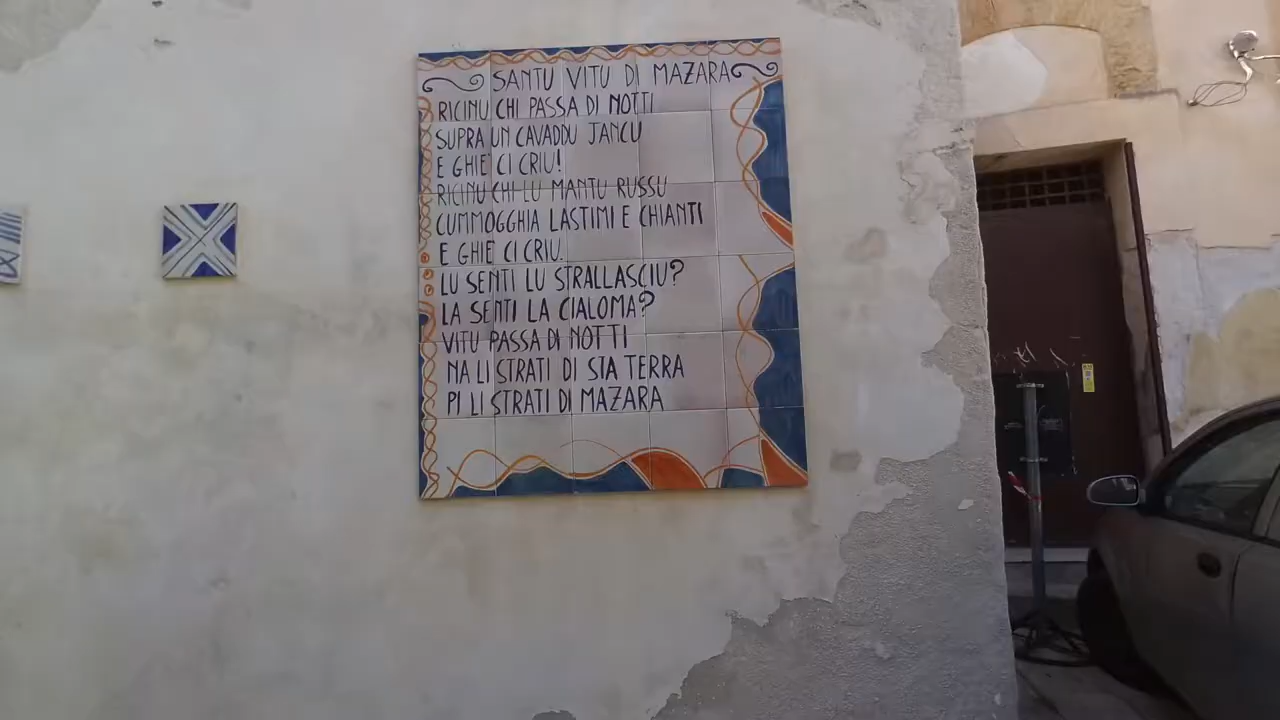 SANTU VITU DI MAZARA
RICINU CHI PASSA DI NOTTI
SUPRA UN CAVADDU JANCU
E GHIE' CI CRIU!
RICINU CHI LU MANTU RUSSU
CUMMOGGHIA LASTIMI E CHIANTI
E GHIE' CI CRIU.
LU SENTI LU STRALLASCIU?
LA SENTI LA CIALOMA?
VITU PASSA DI NOTTI
NA LI STRATI DI STA TERRA
PI LI STRATI DI MAZARA